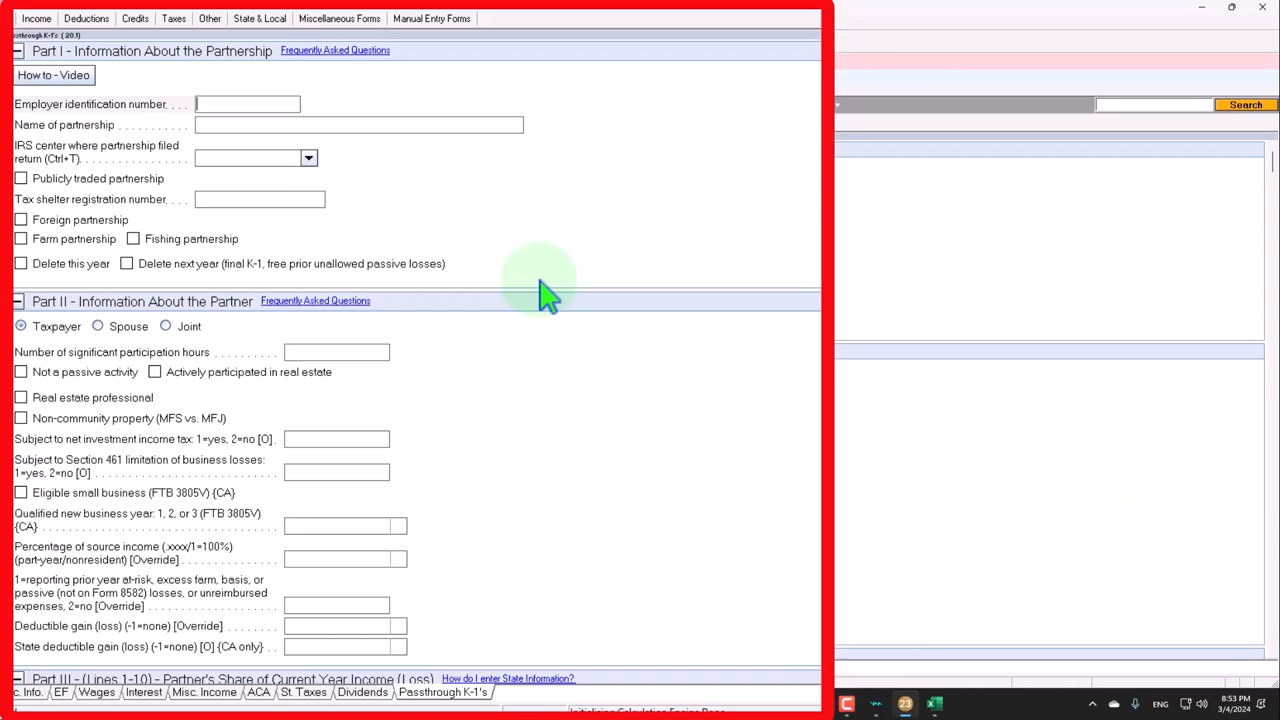 Income Deductions Credits Taxes Other State & Local Miscellaneous Forms Manual Entry Forms
ssthrough K-1's (20.1)
Part I - Information About the Partnership Frequently Asked Questions
How to - Video
Search
Employer identification number. . . .
Name of partnership . . . . . . . . . . .
IRS center where partnership filed
return (Ctrl+T). . . . . . . . . . . . . . . . .
Publicly traded partnership
Tax shelter registration number. . . .
Foreign partnership
Farm partnership Fishing partnership
Delete this year Delete next year (final K-1, free prior unallowed passive losses)
Part II - Information About the Partner Frequently Asked Questions
Taxpayer Spouse Joint
Number of significant participation hours . . . . . . . . . .
Not a passive activity Actively participated in real estate
Real estate professional
Non-community property (MFS vs. MFJ)
Subject to net investment income tax: 1=yes, 2=no [O] .
Subject to Section 461 limitation of business losses:
1=yes, 2=no [O] . . . . . . . . . . . . . . . . . . . . . . . . . . .
Eligible small business (FTB 3805V) {CA}
Qualified new business year: 1, 2, or 3 (FTB 3805V)
{CA} . . . . . . . . . . . . . . . . . . . . . . . . . . . . . . . . . . .
Percentage of source income (.xxxx/1=100%)
(part-year/nonresident) [Override] . . . . . . . . . . . . . . .
1=reporting prior year at-risk, excess farm, basis, or
passive (not on Form 8582) losses, or unreimbursed
expenses, 2=no [Override] . . . . . . . . . . . . . . . . . . . .
Deductible gain (loss) (-1=none) [Override] . . . . . . . .
State deductible gain (loss) (-1=none) [O] {CA only} . .
Part III - (Lines 1-10) - Partner's Share of Current Year Income (Loss) How do I enter State Information?
c. Info. EF Wages Interest Misc. Income ACA St. Taxes Dividends Passthrough K-1's
23 ENG 8:53 PM
3/4/2024